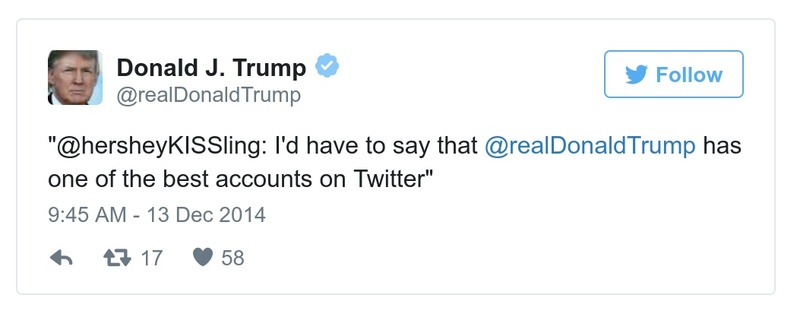 Donald J. Trump
@realDonaldTrump
Follow
"@hersheyKISSling: I'd have to say that @realDonaldTrump has
one of the best accounts on Twitter"
9:45 AM - 13 Dec 2014
17 58